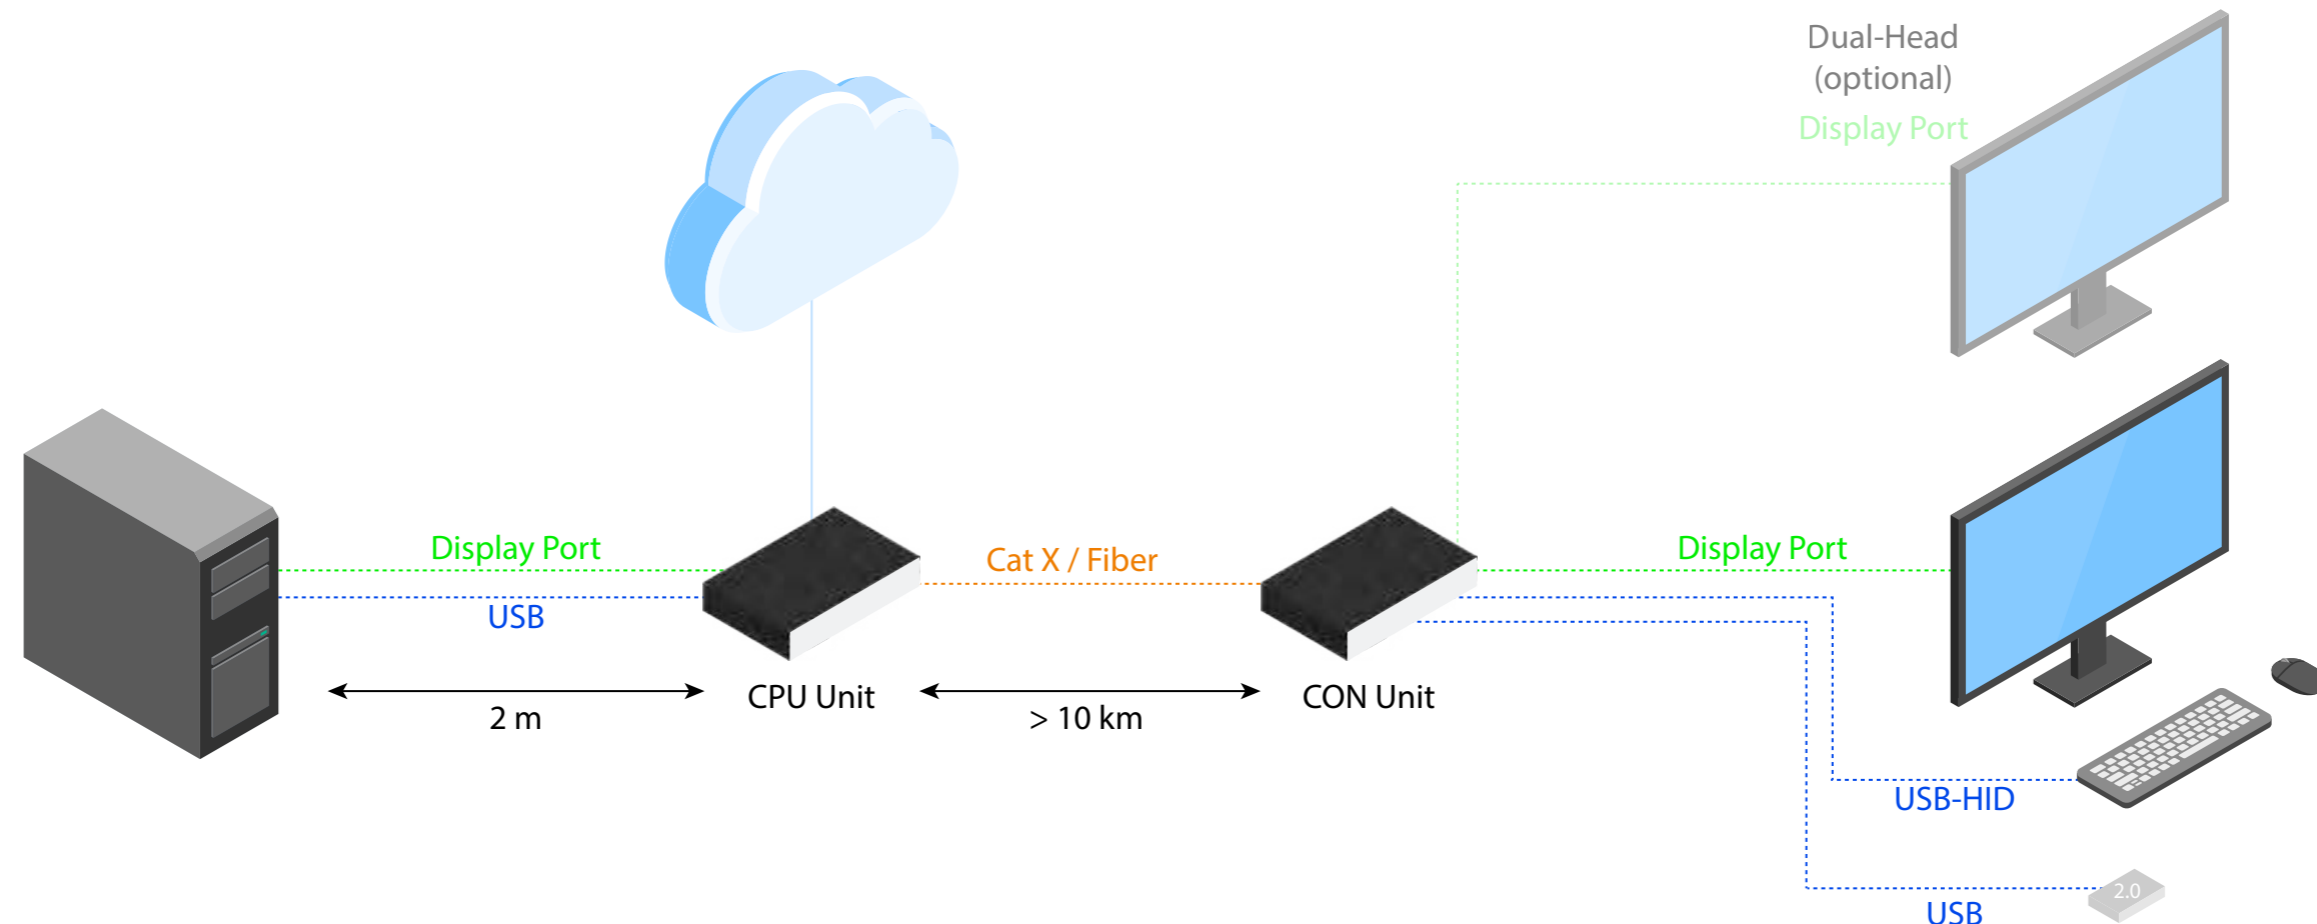 Dual-Head
(optional)
Display Port
Display Port
USB
Cat X / Fiber
Display Port
CPU Unit
CON Unit
2 m
> 10 km
USB-HID
2.0
USB